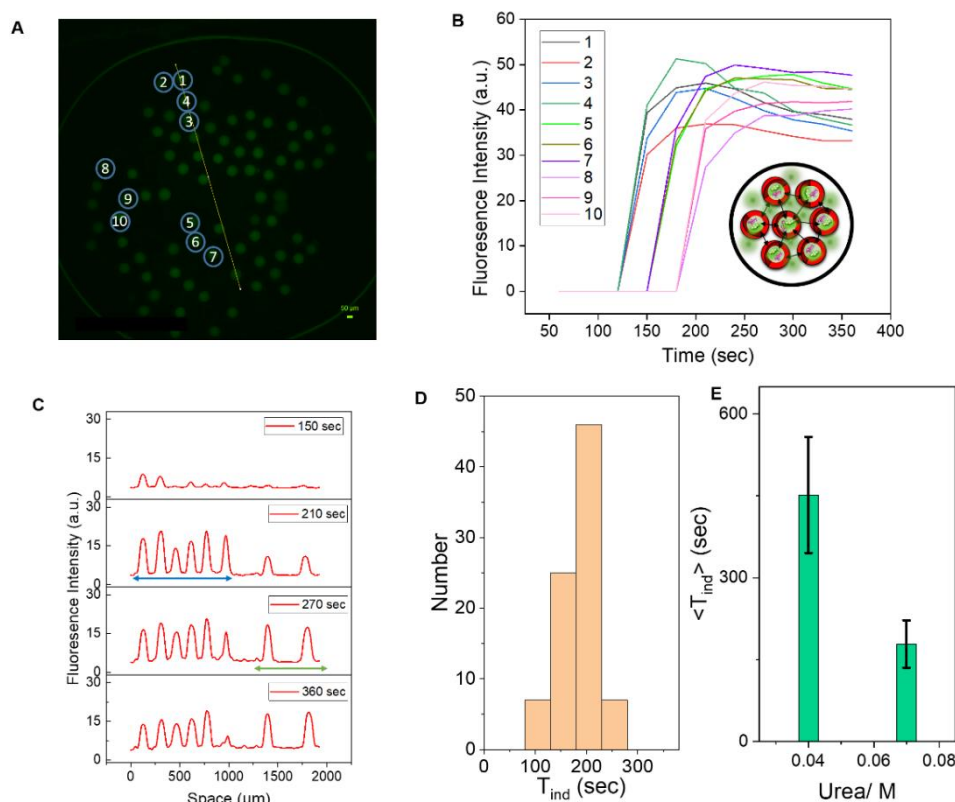 A
2
1
4
3
8
9
10
5
6
7
50 µm
B
Fluoresence Intensity (a.u.)
60
50
40
30
20
10
0
1
2
3
4
5
6
7
8
9
10
50 100 150 200 250 300 350 400
Time (sec)
C
Fluoresence Intensity (a.u.)
30
15
0
150 sec
30
15
0
210 sec
30
15
0
270 sec
30
15
0
360 sec
0 500 1000 1500 2000
Space (µm)
D
Number
50
40
30
20
10
0
0 100 200 300
T_ind (sec)
E
<T_ind> (sec)
600
300
0
0.04 0.06 0.08
Urea/ M